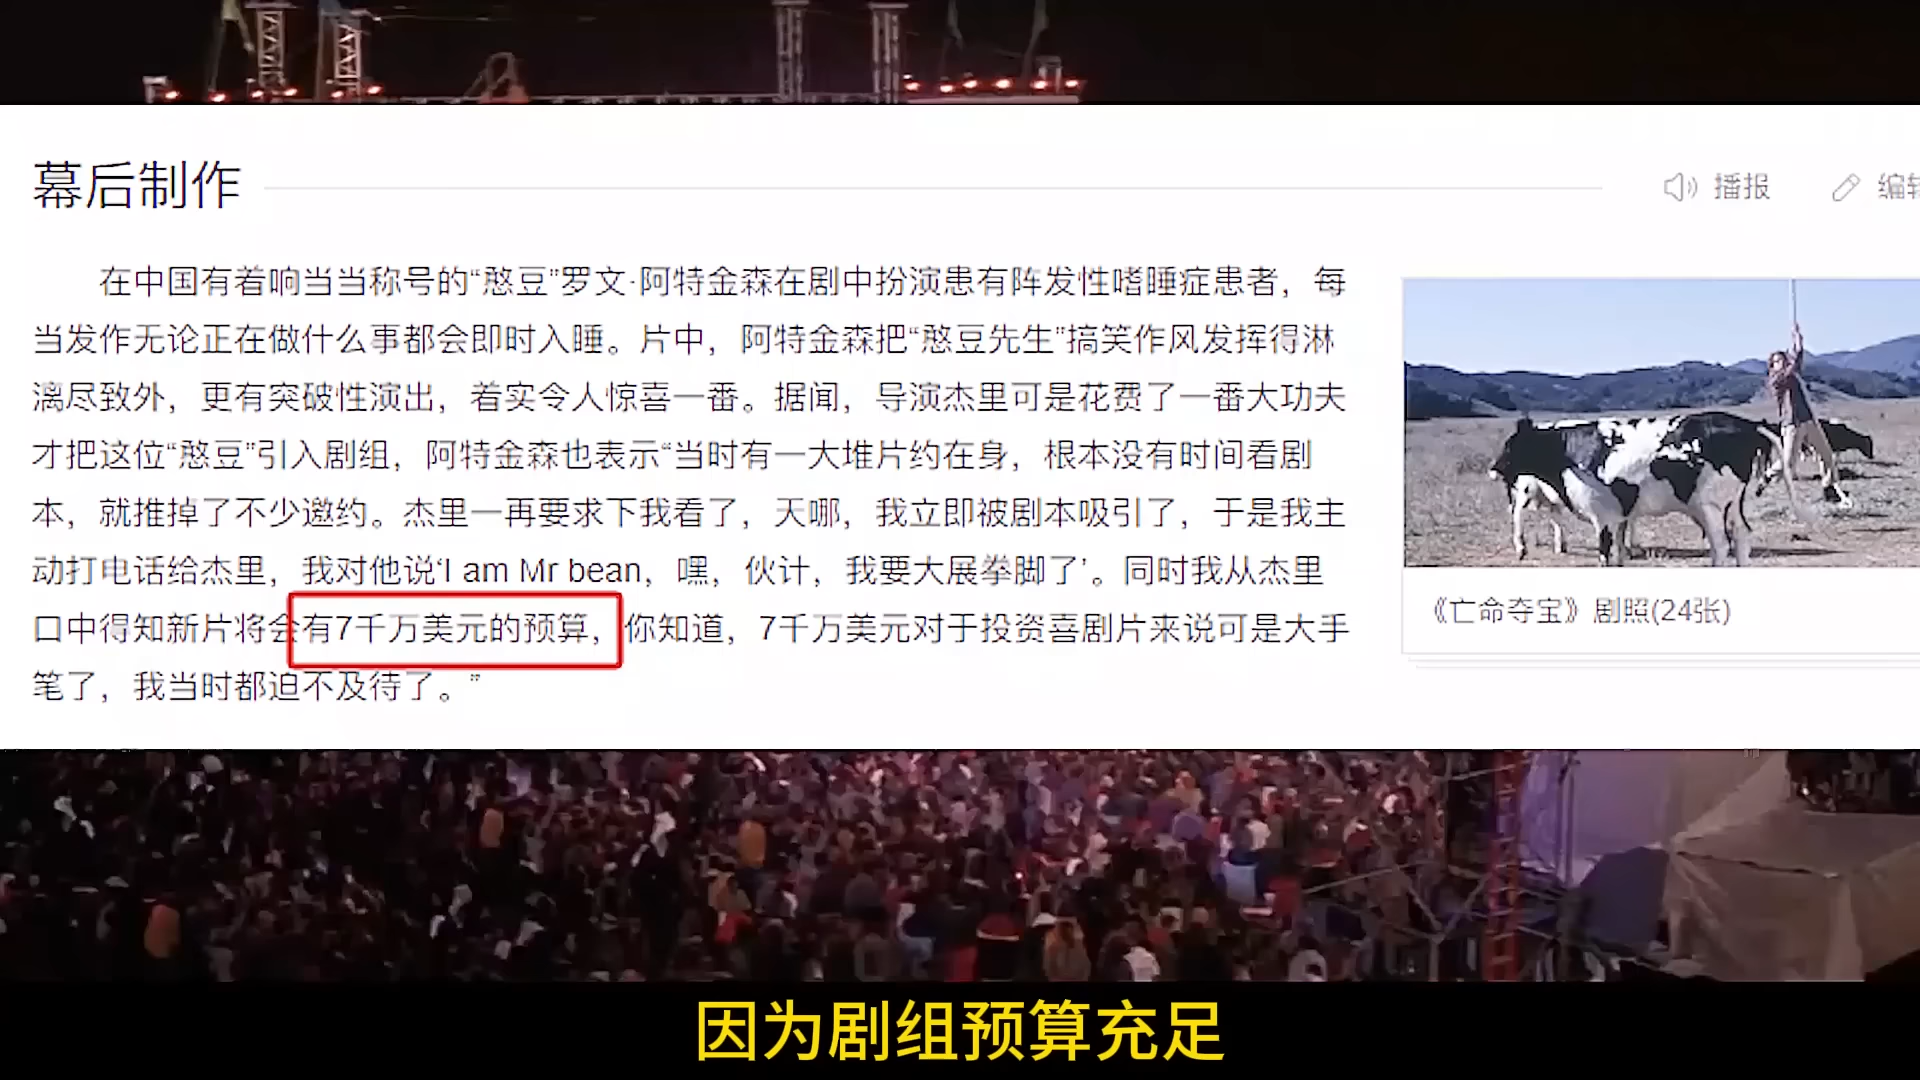 幕后制作
播报
编辑
在中国有着响当当称号的“憨豆”罗文·阿特金森在剧中扮演患有阵发性嗜睡症患者，每
当发作无论正在做什么事都会即时入睡。片中，阿特金森把“憨豆先生”搞笑作风发挥得淋
漓尽致外，更有突破性演出，着实令人惊喜一番。据闻，导演杰里可是花费了一番大功夫
才把这位“憨豆”引入剧组，阿特金森也表示“当时有一大堆片约在身，根本没有时间看剧
本，就推掉了不少邀约。杰里一再要求下我看了，天哪，我立即被剧本吸引了，于是我主
动打电话给杰里，我对他说‘I am Mr bean，嘿，伙计，我要大展拳脚了’。同时我从杰里
口中得知新片将会有7千万美元的预算，你知道，7千万美元对于投资喜剧片来说可是大手
笔了，我当时都迫不及待了。”
《亡命夺宝》剧照(24张)
因为剧组预算充足